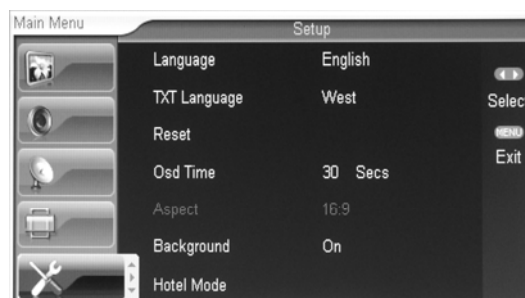 Main Menu
Setup
Language English
TXT Language West
Reset
Osd Time 30 Secs
Aspect 16:9
Background On
Hotel Mode
Selec
MENU
Exit